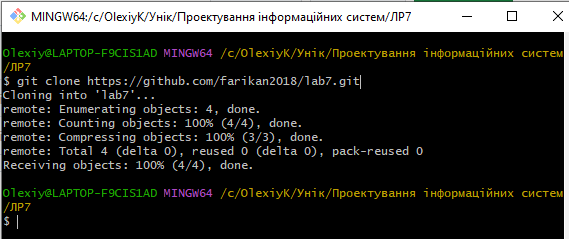 MINGW64:/c/OlexiyK/Унік/Проектування інформаційних систем/ЛР7
Olexiy@LAPTOP-F9CIS1AD MINGW64 /c/OlexiyK/Унік/Проектування інформаційних систем
/ЛР7
$ git clone https://github.com/farikan2018/lab7.git
Cloning into 'lab7'...
remote: Enumerating objects: 4, done.
remote: Counting objects: 100% (4/4), done.
remote: Compressing objects: 100% (3/3), done.
remote: Total 4 (delta 0), reused 0 (delta 0), pack-reused 0
Receiving objects: 100% (4/4), done.
Olexiy@LAPTOP-F9CIS1AD MINGW64 /c/OlexiyK/Унік/Проектування інформаційних систем
/ЛР7
$